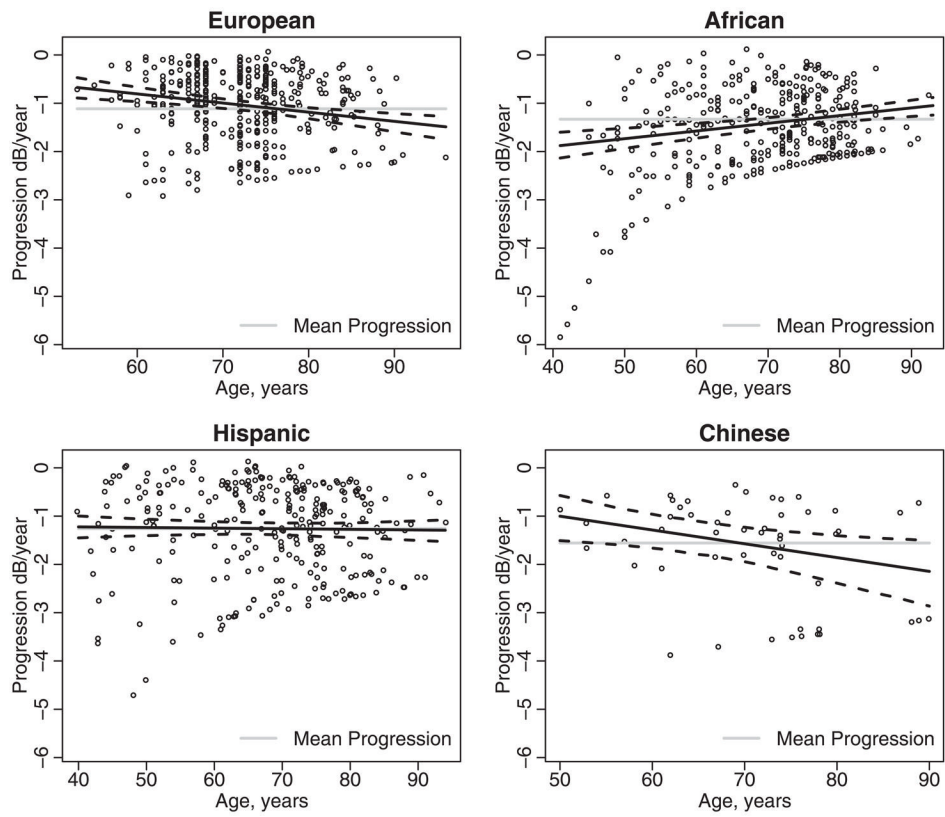 European
Progression dB/year
0
−1
−2
−3
−4
−5
−6
60 70 80 90
Age, years
Mean Progression
African
Progression dB/year
0
−1
−2
−3
−4
−5
−6
40 50 60 70 80 90
Age, years
Mean Progression
Hispanic
Progression dB/year
0
−1
−2
−3
−4
−5
−6
40 50 60 70 80 90
Age, years
Mean Progression
Chinese
Progression dB/year
0
−1
−2
−3
−4
−5
−6
50 60 70 80 90
Age, years
Mean Progression